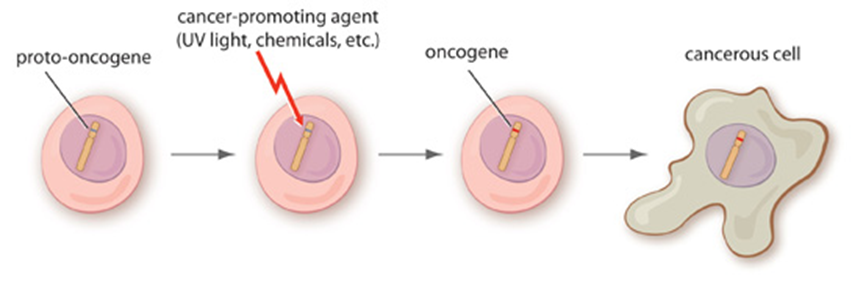 proto-oncogene
cancer-promoting agent
(UV light, chemicals, etc.)
oncogene
cancerous cell